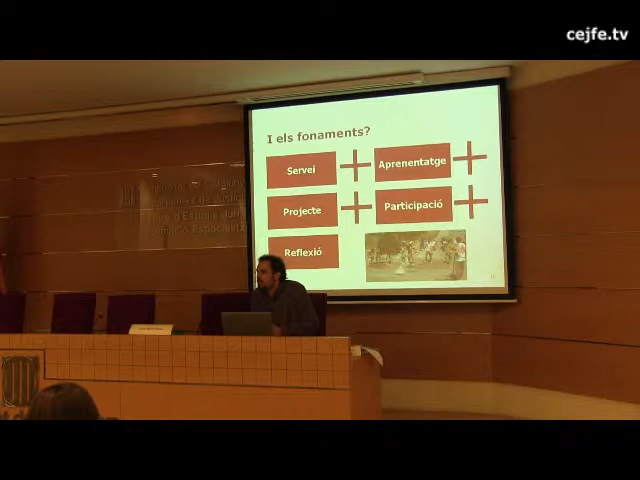 cejfe.tv
I els fonaments?
Servei
Aprenentatge
Projecte
Participació
Reflexió